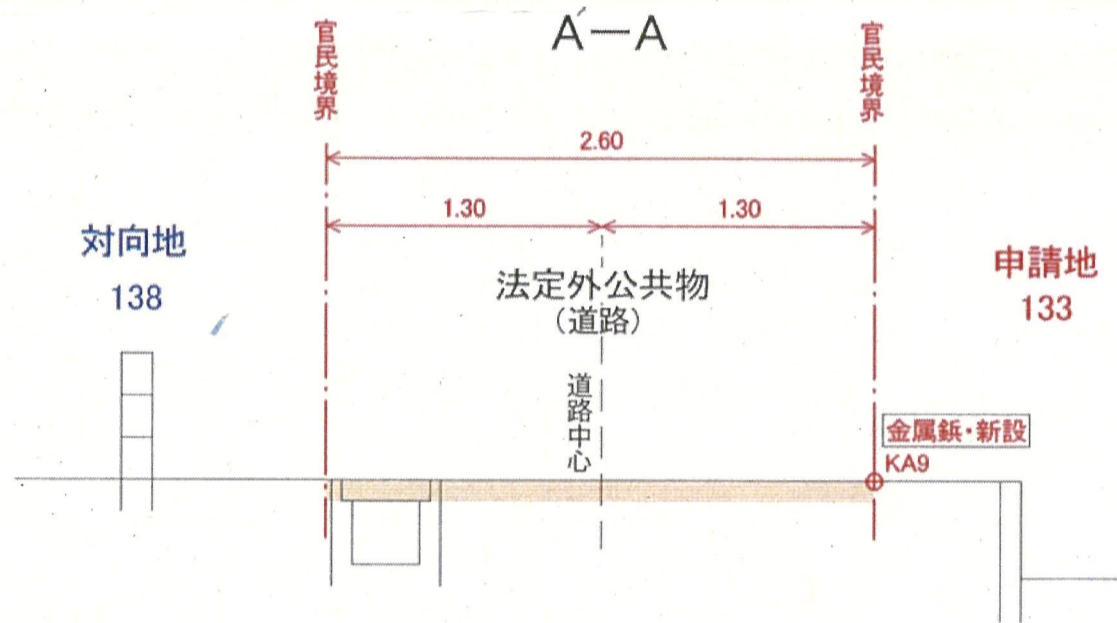 A´—A
官民境界
官民境界
2.60
1.30
1.30
対向地
138
法定外公共物
(道路)
申請地
133
道路中心
金属鋲・新設
KA9